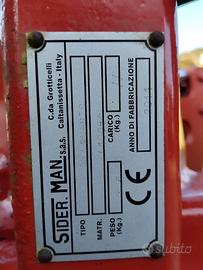 SIDER. MAN. S.a.S.
C.da Grotticelli
Caltanissetta - Italy
TIPO
MATR.
PESO (Kg.)
CARICO (Kg.)
ANNO DI FABBRICAZIONE
CE
subito